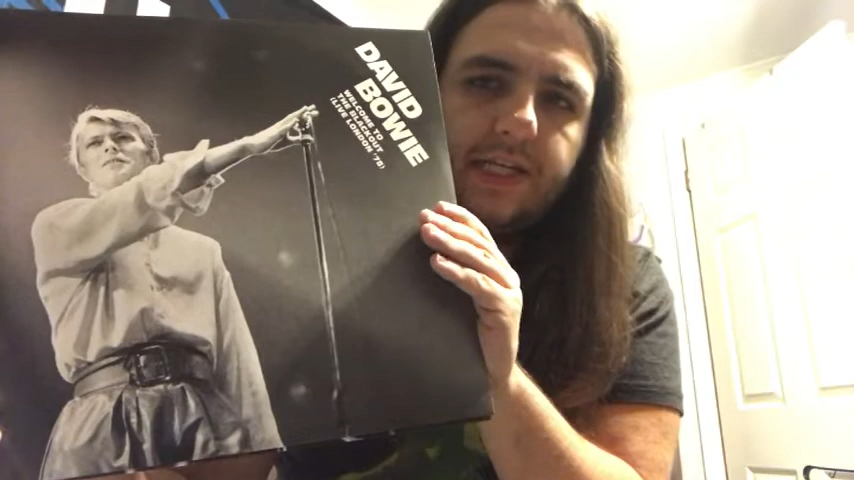 DAVID
BOWIE
WELCOME TO
THE BLACKOUT
(LIVE LONDON '78)